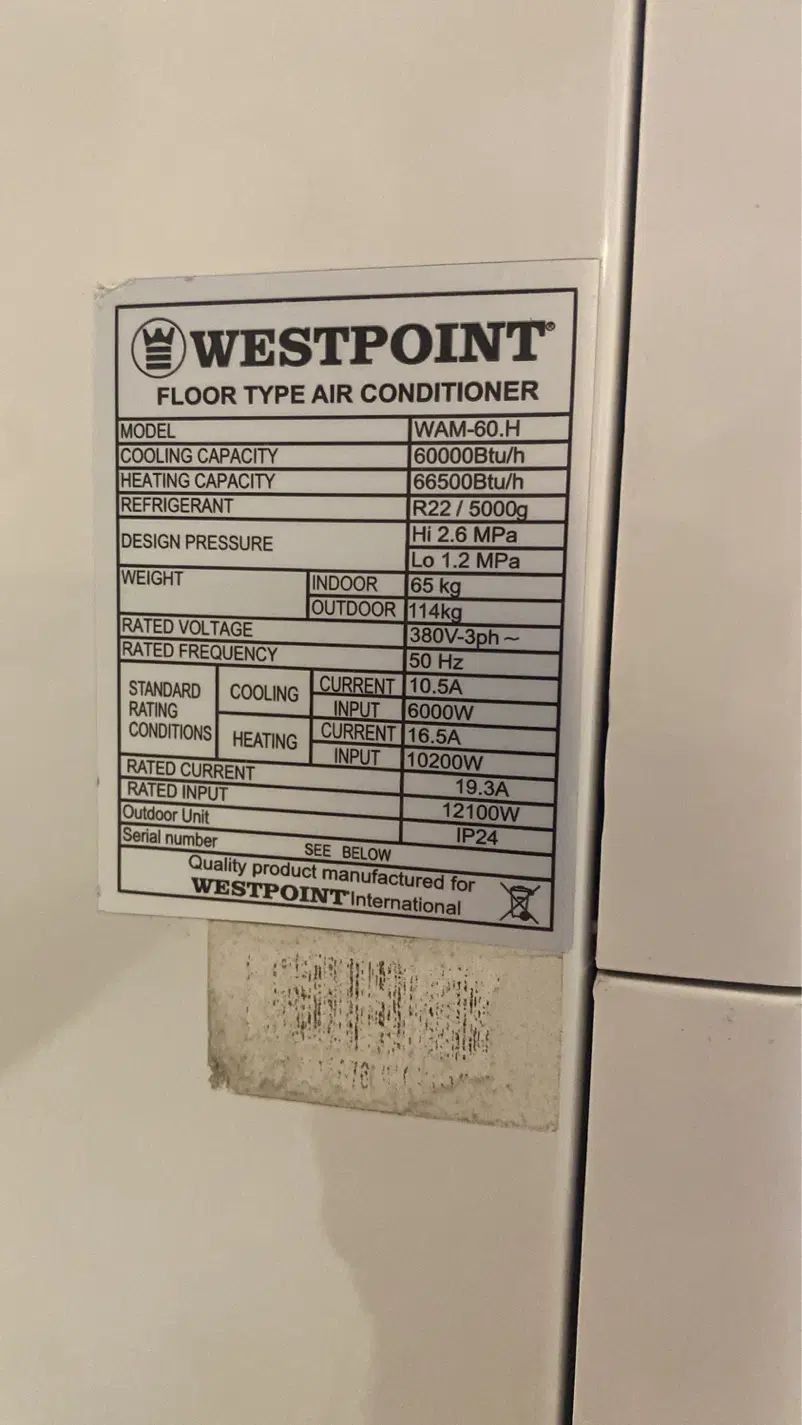 WESTPOINT®
FLOOR TYPE AIR CONDITIONER
MODEL WAM-60.H
COOLING CAPACITY 60000Btu/h
HEATING CAPACITY 66500Btu/h
REFRIGERANT R22 / 5000g
DESIGN PRESSURE Hi 2.6 MPa
Lo 1.2 MPa
WEIGHT INDOOR 65 kg
OUTDOOR 114kg
RATED VOLTAGE 380V-3ph ~
RATED FREQUENCY 50 Hz
STANDARD RATING CONDITIONS COOLING CURRENT 10.5A
INPUT 6000W
HEATING CURRENT 16.5A
INPUT 10200W
RATED CURRENT 19.3A
RATED INPUT 12100W
Outdoor Unit IP24
Serial number SEE BELOW
Quality product manufactured for
WESTPOINT International